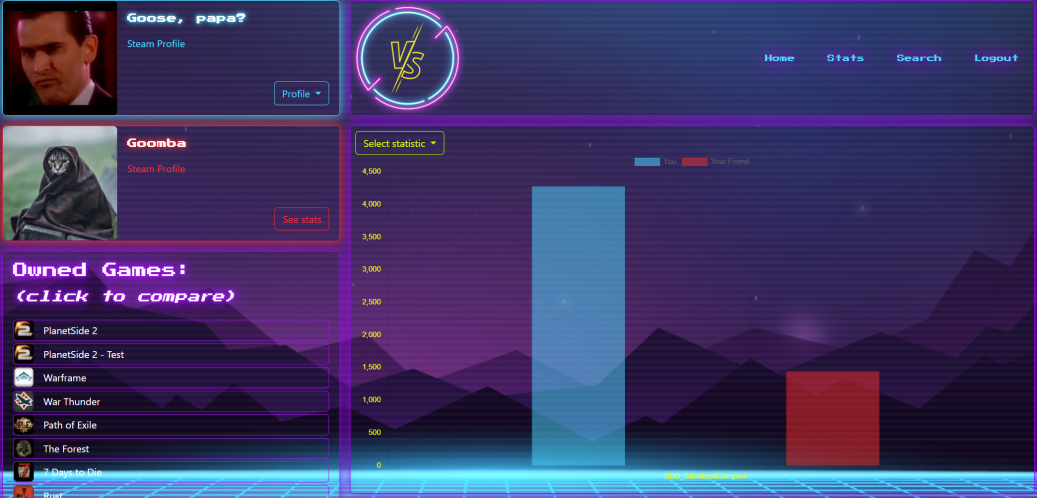 Goose, papa?
Steam Profile
Profile
Goomba
Steam Profile
See stats
Owned Games:
(click to compare)
PlanetSide 2
PlanetSide 2 - Test
Warframe
War Thunder
Path of Exile
The Forest
7 Days to Die
Rust
VS
Home Stats Search Logout
Select statistic
You Your Friend
4,500
4,000
3,500
3,000
2,500
2,000
1,500
1,000
500
0